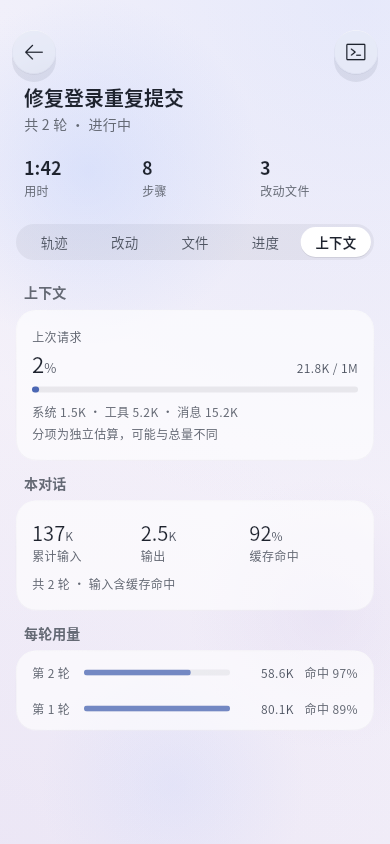 修复登录重复提交
共 2 轮 · 进行中
1:42 8 3
用时 步骤 改动文件
轨迹 改动 文件 进度 上下文
上下文
上次请求
2% 21.8K / 1M
系统 1.5K · 工具 5.2K · 消息 15.2K
分项为独立估算，可能与总量不同
本对话
137K 2.5K 92%
累计输入 输出 缓存命中
共 2 轮 · 输入含缓存命中
每轮用量
第 2 轮 58.6K 命中 97%
第 1 轮 80.1K 命中 89%